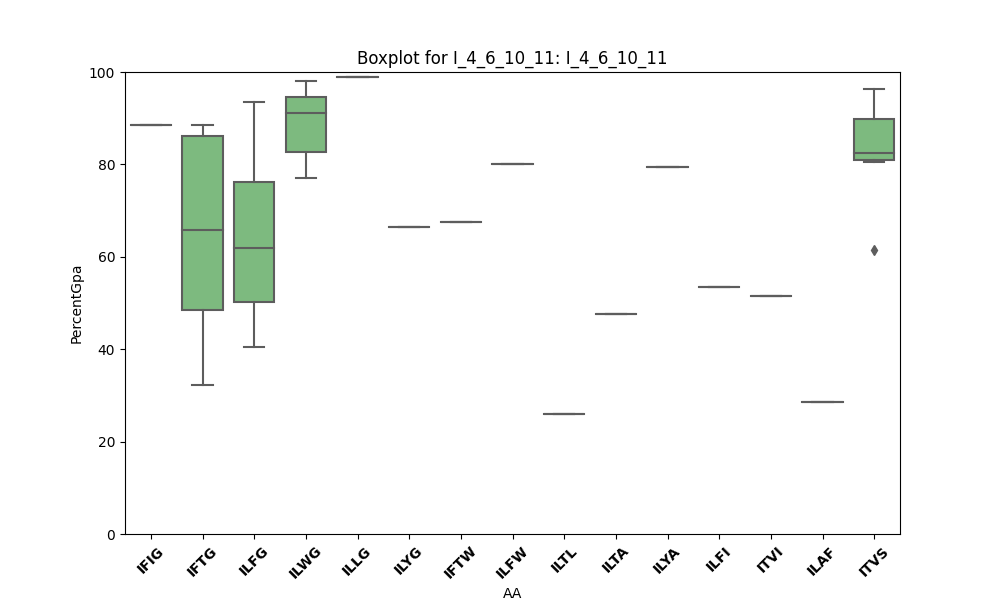 Boxplot for I_4_6_10_11: I_4_6_10_11
PercentGpa
100
80
60
40
20
0
IFIG IFTG ILFG ILWG ILLG ILYG IFTW ILFW ILTL ILTA ILYA ILFI ITVI ILAF ITVS
AA